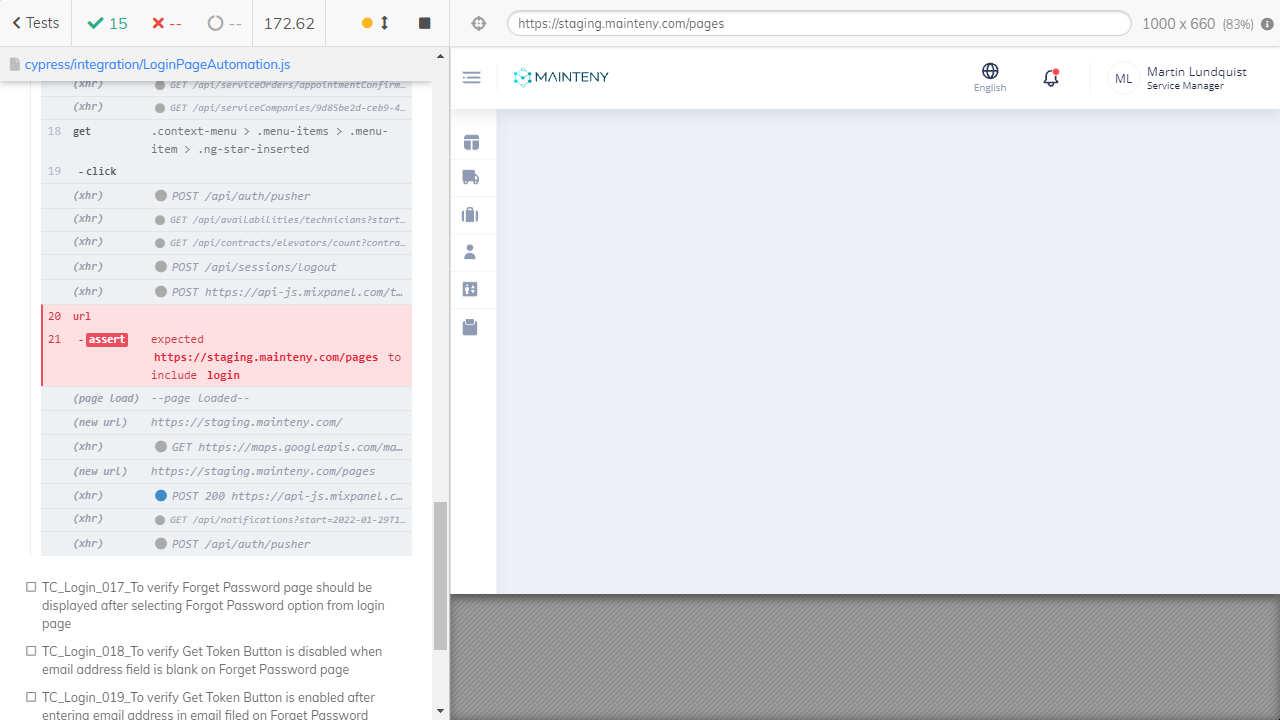 Tests 15 -- -- 172.62
cypress/integration/LoginPageAutomation.js
(xhr) GET /api/serviceOrders/appointmentConfirm…
(xhr) GET /api/serviceCompanies/9d85be2d-ceb9-4…
18 get .context-menu > .menu-items > .menu-
item > .ng-star-inserted
19 -click
(xhr) POST /api/auth/pusher
(xhr) GET /api/availabilities/technicians?start…
(xhr) GET /api/contracts/elevators/count?contra…
(xhr) POST /api/sessions/logout
(xhr) POST https://api-js.mixpanel.com/t…
20 url
21 -assert expected
https://staging.mainteny.com/pages to
include login
(page load) --page loaded--
(new url) https://staging.mainteny.com/
(xhr) GET https://maps.googleapis.com/ma…
(new url) https://staging.mainteny.com/pages
(xhr) POST 200 https://api-js.mixpanel.c…
(xhr) GET /api/notifications?start=2022-01-29T1…
(xhr) POST /api/auth/pusher
TC_Login_017_To verify Forget Password page should be
displayed after selecting Forgot Password option from login
page
TC_Login_018_To verify Get Token Button is disabled when
email address field is blank on Forget Password page
TC_Login_019_To verify Get Token Button is enabled after
entering email address in email filed on Forget Password
https://staging.mainteny.com/pages 1000 x 660 (83%)
MAINTENY
English
ML
Martin Lundquist
Service Manager